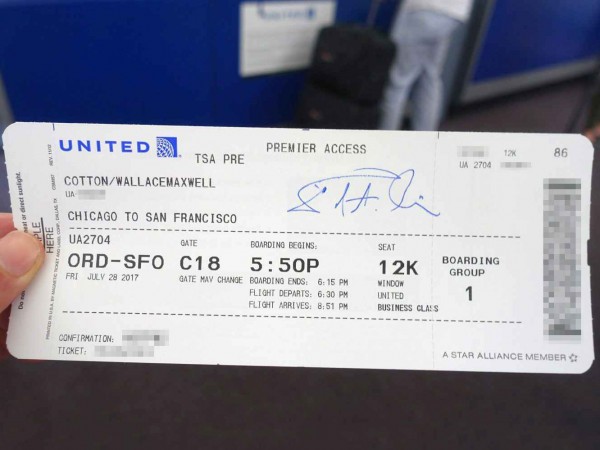 UNITED
TSA PRE PREMIER ACCESS
12K 86
UA 2704
COTTON/WALLACEMAXWELL
UA-
CHICAGO TO SAN FRANCISCO
UA2704 GATE BOARDING BEGINS: SEAT
ORD-SFO C18 5:50P 12K BOARDING GROUP 1
FRI JULY 28 2017 GATE MAY CHANGE BOARDING ENDS: 6:15 PM WINDOW
FLIGHT DEPARTS: 6:30 PM UNITED
FLIGHT ARRIVES: 8:51 PM BUSINESS CLASS
CONFIRMATION:
TICKET:
A STAR ALLIANCE MEMBER
HERE